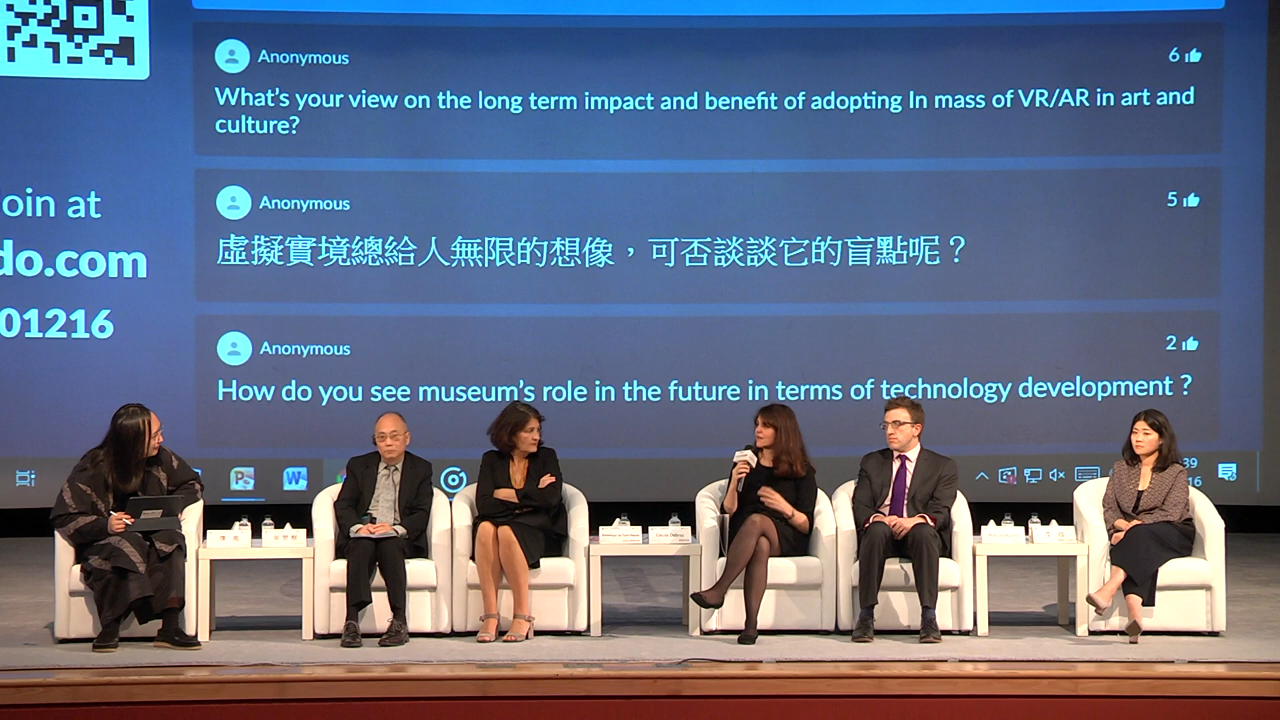 Anonymous
6
What's your view on the long term impact and benefit of adopting In mass of VR/AR in art and
culture?
Anonymous
5
虛擬實境總給人無限的想像，可否談談它的盲點呢？
Anonymous
2
How do you see museum's role in the future in terms of technology development ?
oin at
do.com
01216
39
16